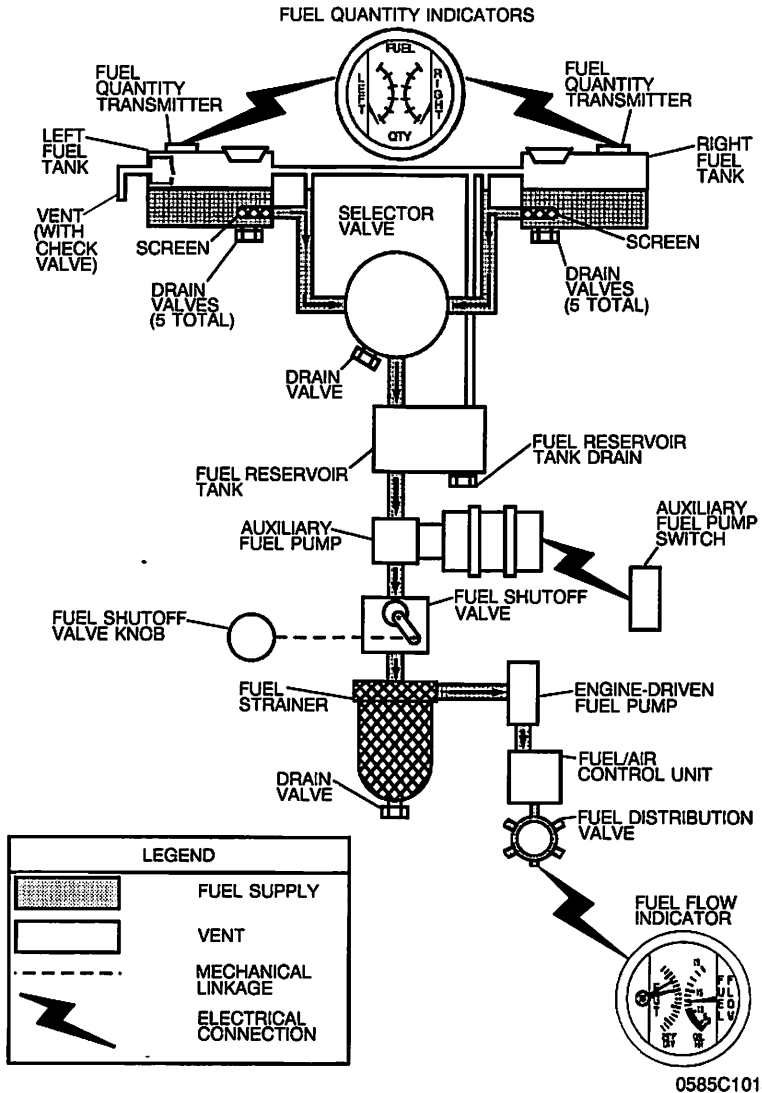 FUEL QUANTITY INDICATORS
FUEL
QUANTITY
TRANSMITTER
FUEL
LEFT
RIGHT
QTY
FUEL
QUANTITY
TRANSMITTER
LEFT
FUEL
TANK
RIGHT
FUEL
TANK
VENT
(WITH
CHECK
VALVE)
SCREEN
SELECTOR
VALVE
SCREEN
DRAIN
VALVES
(5 TOTAL)
DRAIN
VALVES
(5 TOTAL)
DRAIN
VALVE
FUEL RESERVOIR
TANK
FUEL RESERVOIR
TANK DRAIN
AUXILIARY
FUEL PUMP
AUXILIARY
FUEL PUMP
SWITCH
FUEL SHUTOFF
VALVE
FUEL SHUTOFF
VALVE KNOB
FUEL
STRAINER
ENGINE-DRIVEN
FUEL PUMP
DRAIN
VALVE
FUEL/AIR
CONTROL UNIT
FUEL DISTRIBUTION
VALVE
LEGEND
FUEL SUPPLY
VENT
MECHANICAL
LINKAGE
ELECTRICAL
CONNECTION
FUEL FLOW
INDICATOR
FUEL
FLOW
0585C101